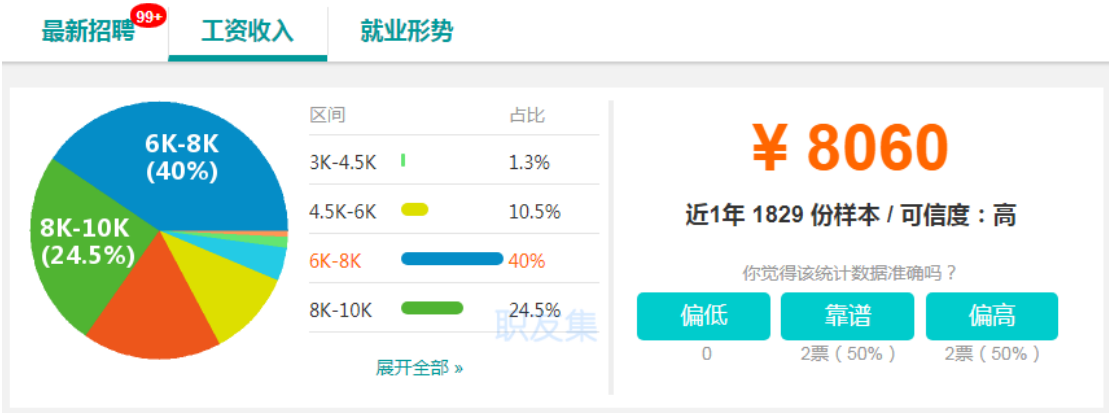 最新招聘 99+ 工资收入 就业形势
6K-8K
(40%)
8K-10K
(24.5%)
区间 占比
3K-4.5K 1.3%
4.5K-6K 10.5%
6K-8K 40%
8K-10K 24.5%
职友集
展开全部 »
¥ 8060
近1年 1829 份样本 / 可信度：高
你觉得该统计数据准确吗？
偏低 靠谱 偏高
0 2票（50%） 2票（50%）